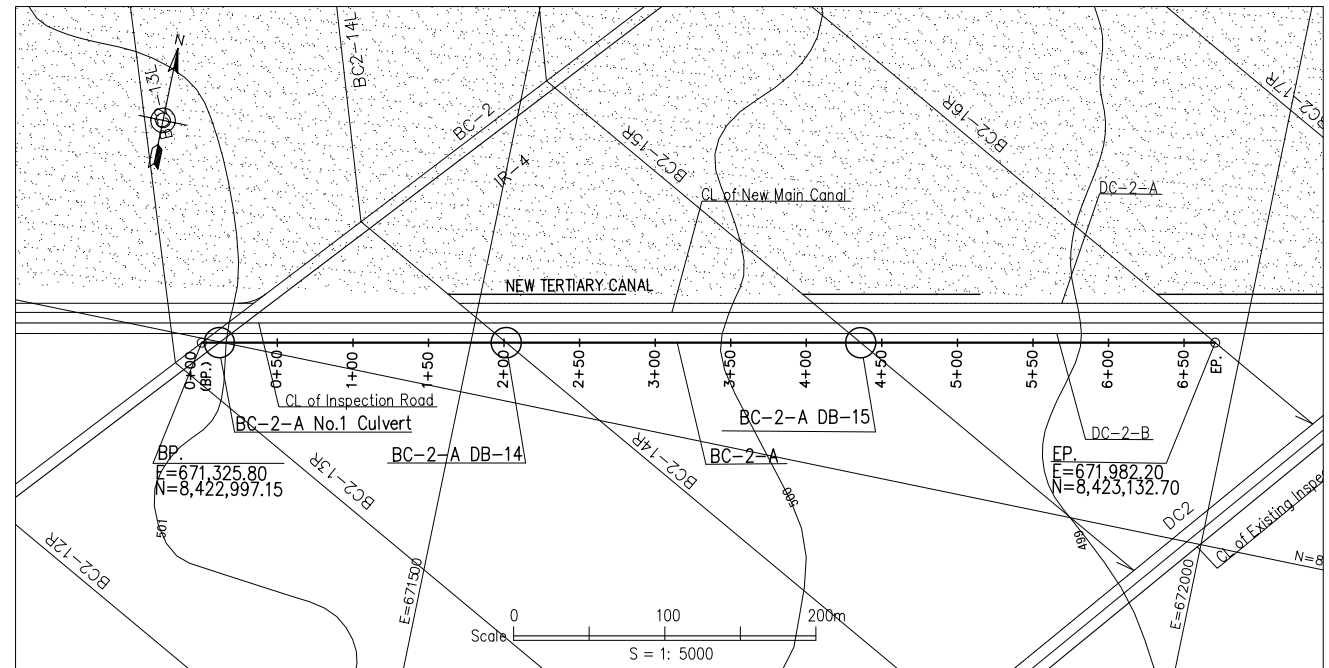 N
BC2-14L
BC-2
IR-4
BC2-15R
BC2-16R
BC2-17R
CL of New Main Canal
DC-2-A
NEW TERTIARY CANAL
0+00
(BP.)
0+50
1+00
1+50
2+00
2+50
3+00
3+50
4+00
4+50
5+00
5+50
6+00
6+50
EP.
CL of Inspection Road
BC-2-A No.1 Culvert
BC-2-A DB-14
BC-2-A DB-15
BC-2-A
DC-2-B
BP.
E=671,325.80
N=8,422,997.15
EP.
E=671,982,20
N=8,423,132.70
BC2-13R
BC2-14R
BC2-12R
501
500
499
DC2
CL of Existing Inspe
N=8
E=671500
E=672000
0 100 200m
Scale
S = 1: 5000